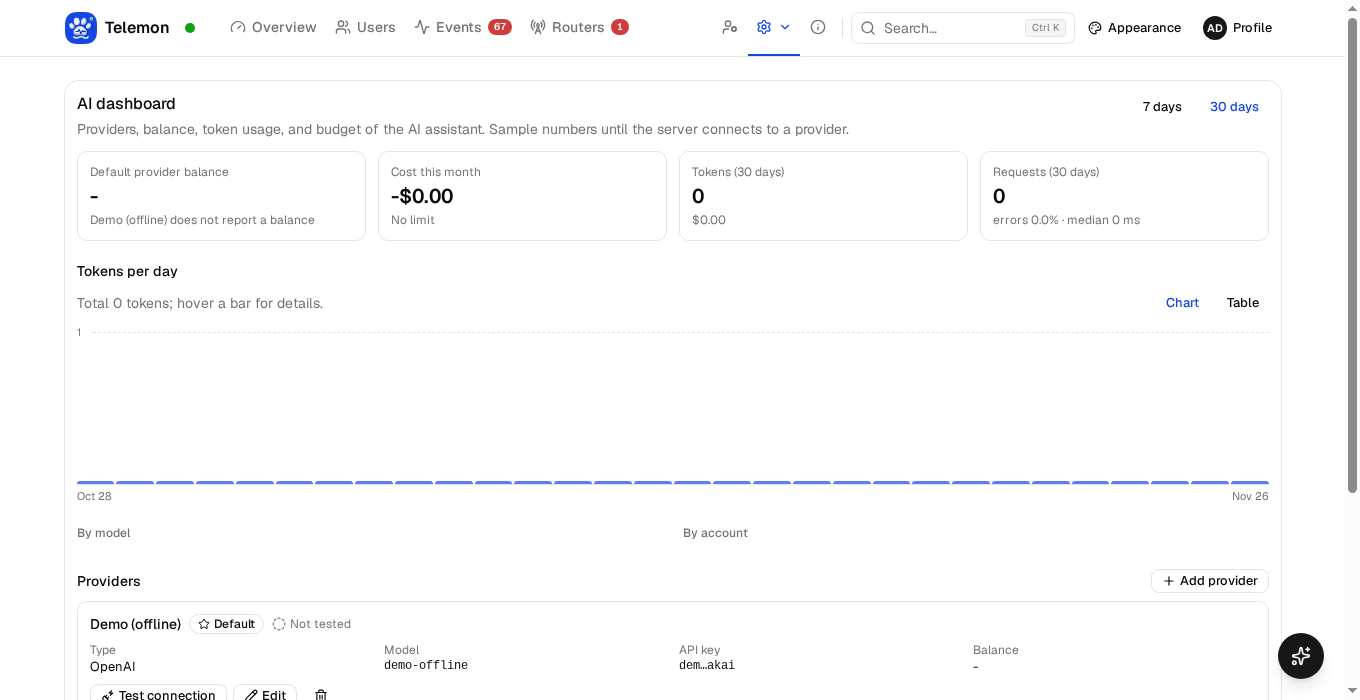 Telemon
Overview
Users
Events 67
Routers 1
Search...
Ctrl K
Appearance
AD
Profile
AI dashboard
7 days
30 days
Providers, balance, token usage, and budget of the AI assistant. Sample numbers until the server connects to a provider.
Default provider balance
-
Demo (offline) does not report a balance
Cost this month
-$0.00
No limit
Tokens (30 days)
0
$0.00
Requests (30 days)
0
errors 0.0% · median 0 ms
Tokens per day
Total 0 tokens; hover a bar for details.
Chart
Table
1
Oct 28
Nov 26
By model
By account
Providers
Add provider
Demo (offline)
Default
Not tested
Type
OpenAI
Model
demo-offline
API key
dem…akai
Balance
-
Test connection
Edit